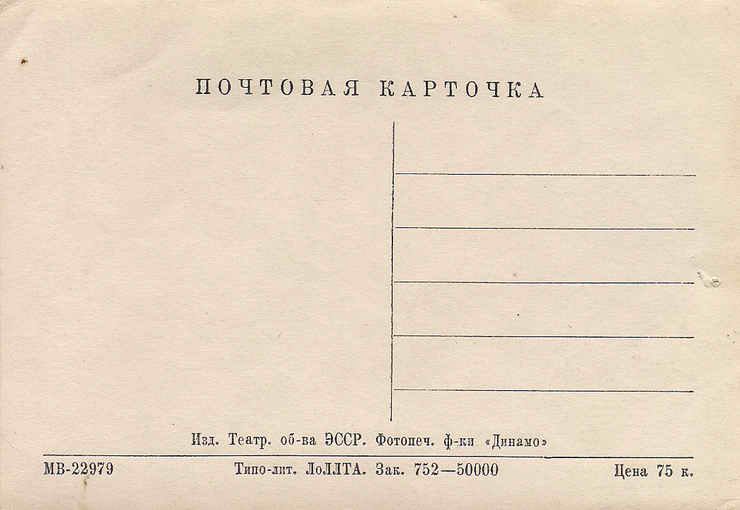 ПОЧТОВАЯ КАРТОЧКА
Изд. Театр. об-ва ЭССР. Фотопеч. ф-ки «Динамо»
МВ-22979 Типо-лит. ЛоЛЛТА. Зак. 752—50000 Цена 75 к.